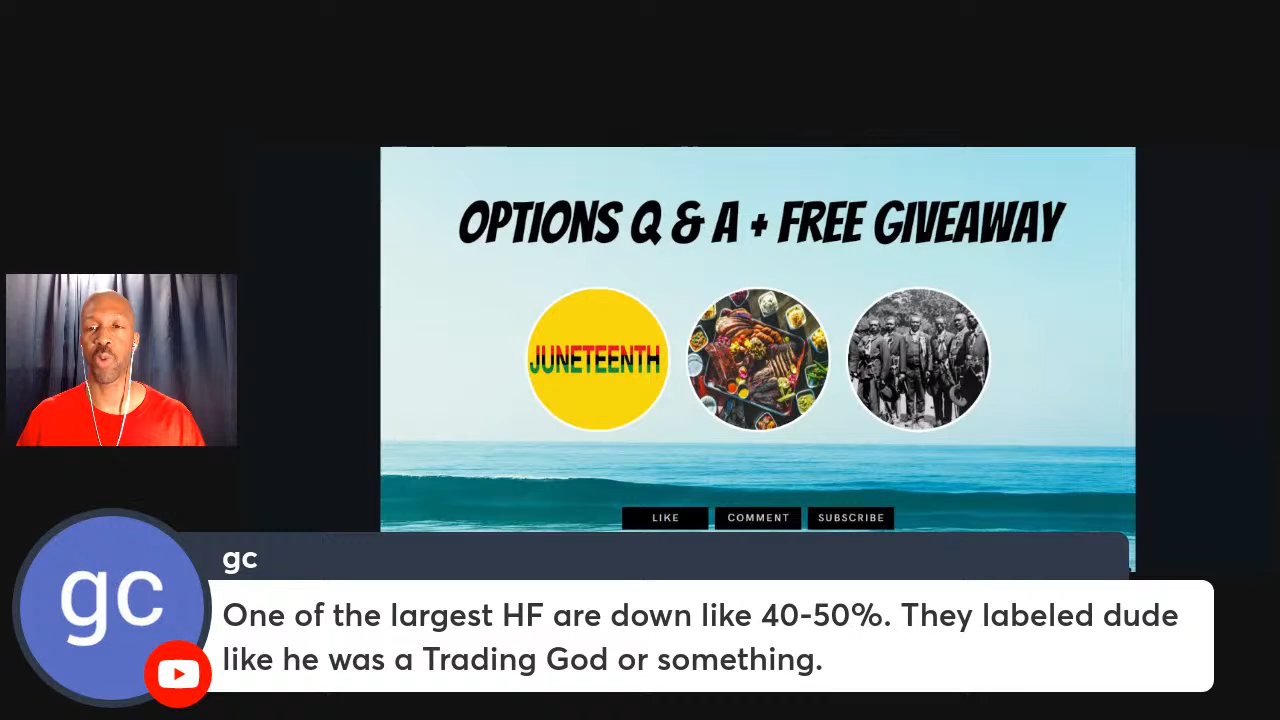 OPTIONS Q & A + FREE GIVEAWAY
JUNETEENTH
LIKE
COMMENT
SUBSCRIBE
gc
gc
One of the largest HF are down like 40-50%. They labeled dude
like he was a Trading God or something.